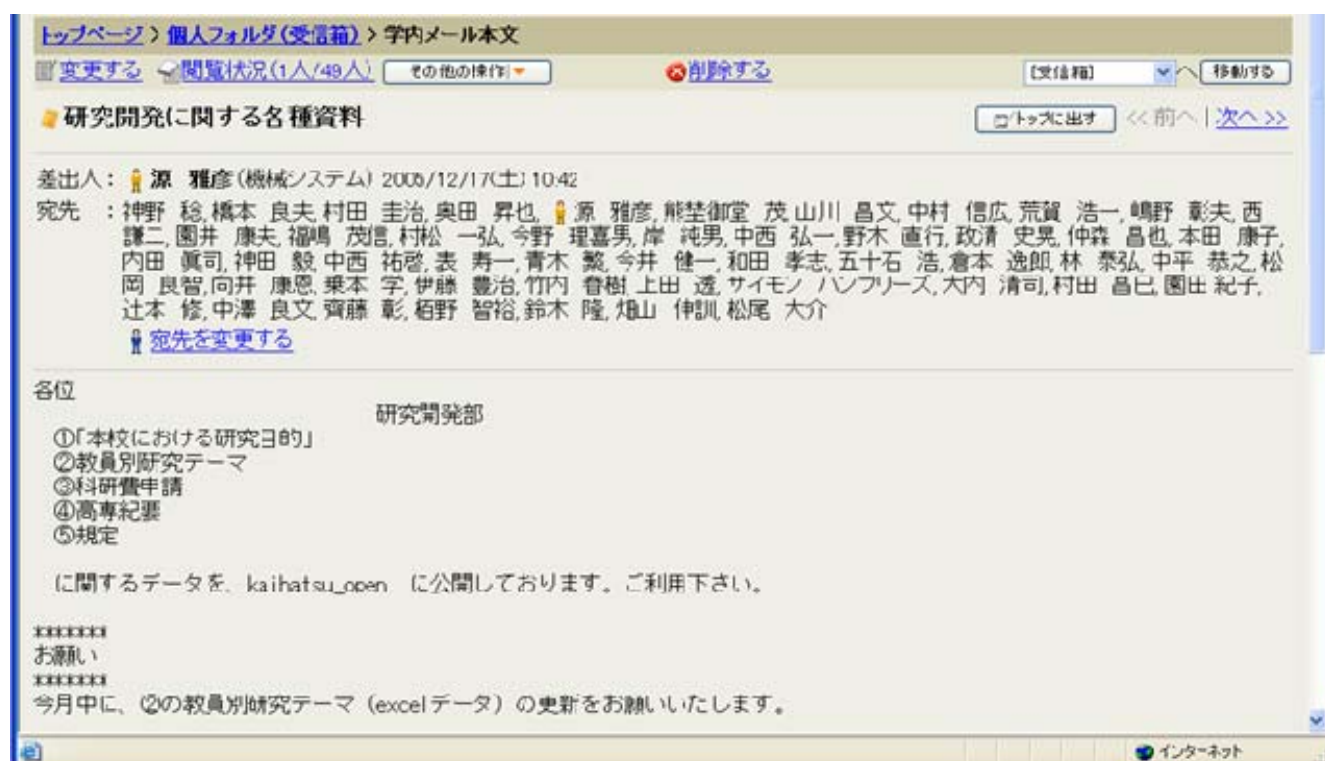 トップページ > 個人フォルダ(受信箱) > 学内メール本文
変更する 閲覧状況(1人/49人) その他の操作 削除する [受信箱] へ 移動する
研究開発に関する各種資料 トップに出す <<前へ | 次へ>>
差出人: 源 雅彦(機械システム) 2005/12/17(土) 10:42
宛先 :神野 稔,橋本 良夫,村田 圭治,奥田 昇也,源 雅彦,熊埜御堂 茂,山川 昌文,中村 信広,荒賀 浩一,嶋野 彰夫,西
謙二,園井 康夫,福嶋 茂信,村松 一弘,今野 理喜男,岸 純男,中西 弘一,野木 直行,政清 史晃,仲森 昌也,本田 康子,
内田 眞司,神田 毅,中西 祐啓,表 寿一,青木 繁,今井 健一,和田 孝志,五十石 浩,倉本 逸郎,林 泰弘,中平 恭之,松
岡 良智,向井 康恩,乗本 学,伊藤 豊治,竹内 春樹,上田 透,サイモン ハンフリーズ,大内 清司,村田 昌巳,園田 紀子,
辻本 修,中澤 良文,齊藤 彰,栢野 智裕,鈴木 隆,畑山 伸訓,松尾 大介
宛先を変更する
各位
研究開発部
①「本校における研究目的」
②教員別研究テーマ
③科研費申請
④高専紀要
⑤規定
に関するデータを、kaihatsu_open に公開しております。ご利用下さい。
*******
お願い
*******
今月中に、②の教員別研究テーマ(excelデータ)の更新をお願いいたします。
インターネット